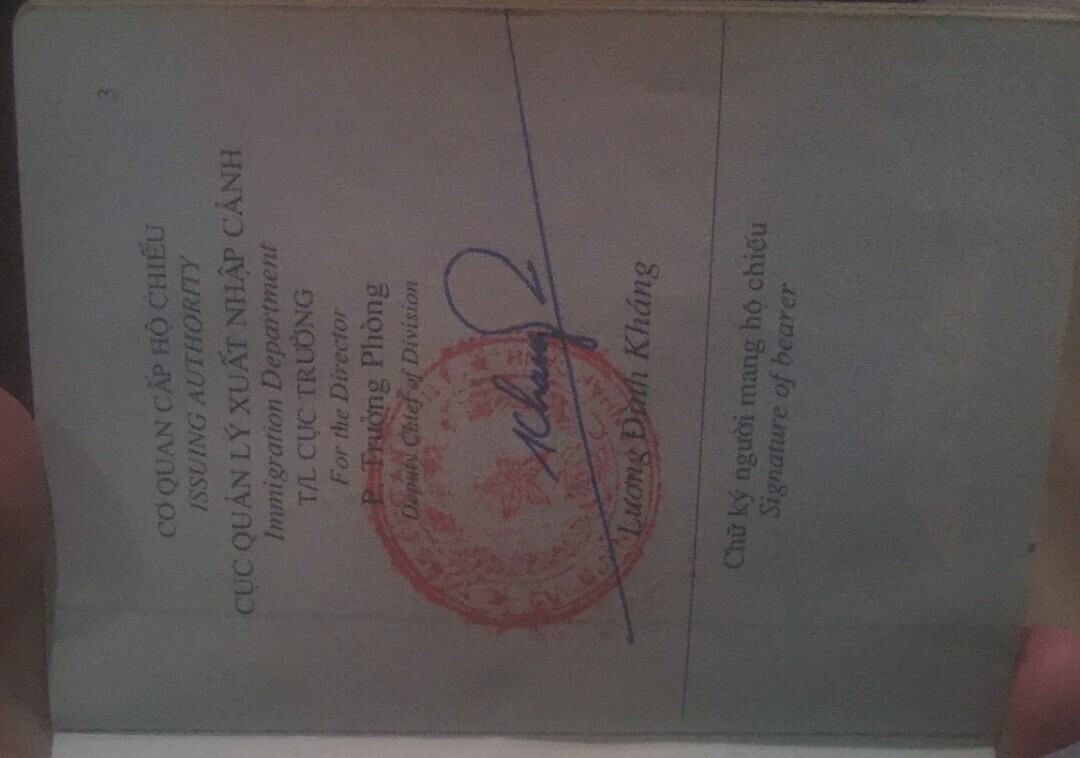 3
CƠ QUAN CẤP HỘ CHIẾU
ISSUING AUTHORITY
CỤC QUẢN LÝ XUẤT NHẬP CẢNH
Immigration Department
T/L CỤC TRƯỞNG
For the Director
P. Trưởng Phòng
Deputy Chief of Division
Khang
Lương Đình Kháng
Chữ ký người mang hộ chiếu
Signature of bearer